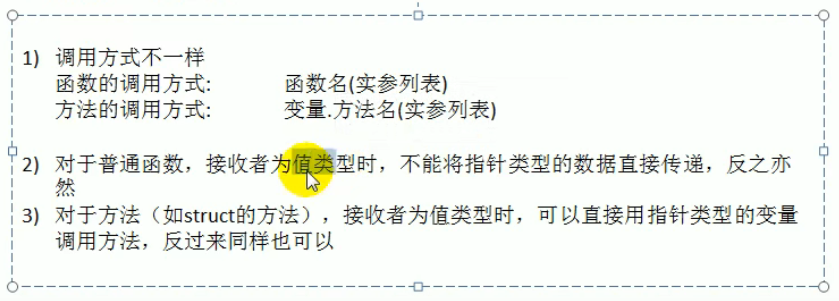 1) 调用方式不一样
函数的调用方式: 函数名(实参列表)
方法的调用方式: 变量.方法名(实参列表)
2) 对于普通函数，接收者为值类型时，不能将指针类型的数据直接传递，反之亦
然
3) 对于方法（如struct的方法），接收者为值类型时，可以直接用指针类型的变量
调用方法，反过来同样也可以